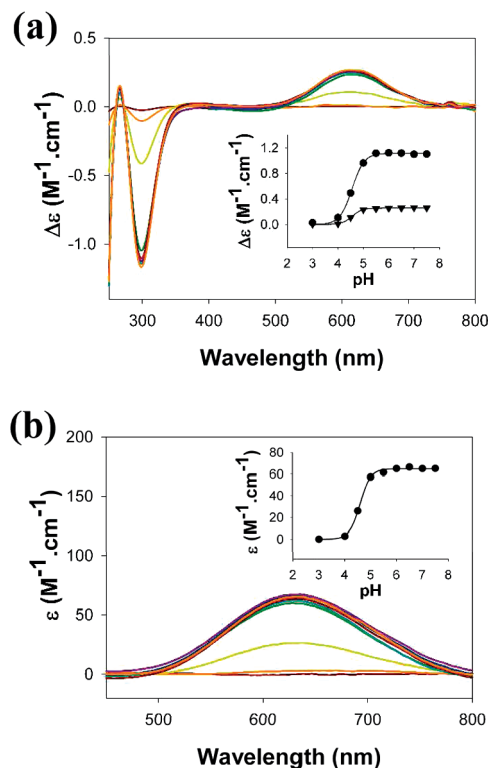 (a)
0.5
0.0
-0.5
-1.0
Δε (M⁻¹.cm⁻¹)
300 400 500 600 700 800
Wavelength (nm)
1.2
0.8
0.4
0.0
Δε (M⁻¹.cm⁻¹)
2 3 4 5 6 7 8
pH
(b)
200
150
100
50
0
ε (M⁻¹.cm⁻¹)
500 600 700 800
Wavelength (nm)
80
60
40
20
0
ε (M⁻¹.cm⁻¹)
2 3 4 5 6 7 8
pH